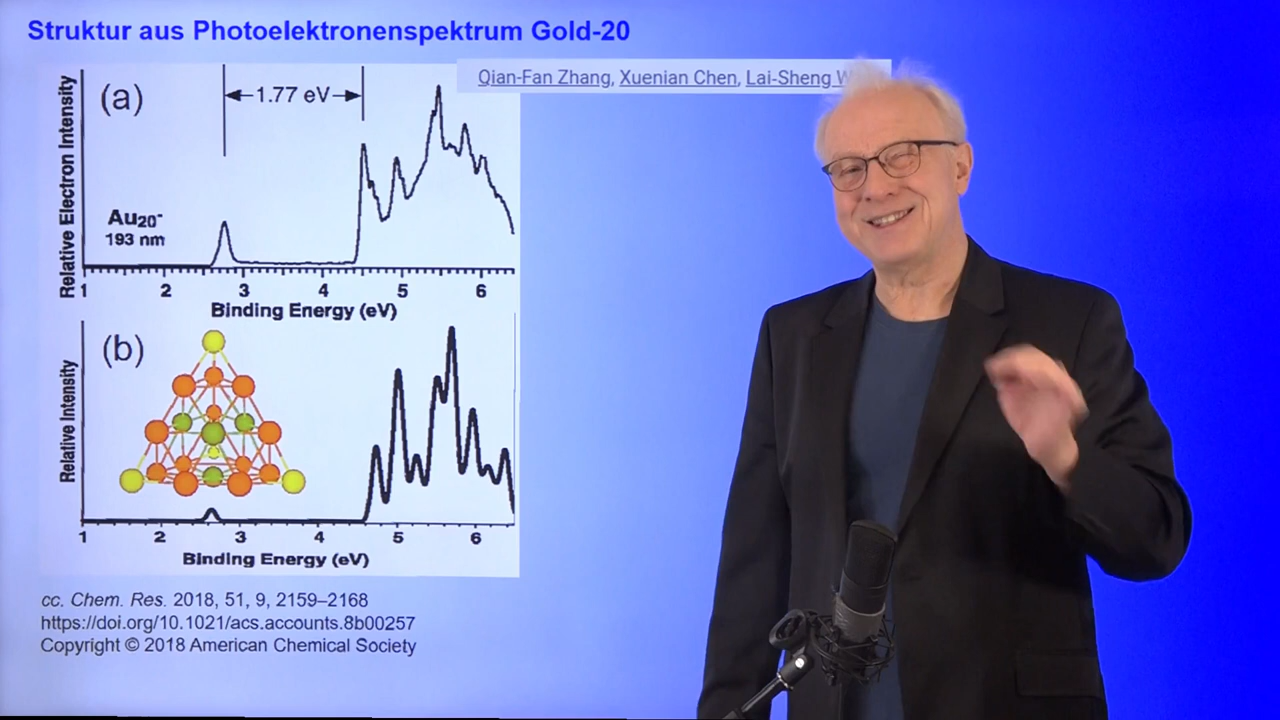 Struktur aus Photoelektronenspektrum Gold-20
Qian-Fan Zhang, Xuenian Chen, Lai-Sheng
(a)
1.77 eV
Relative Electron Intensity
Au20-
193 nm
1 2 3 4 5 6
Binding Energy (eV)
(b)
Relative Intensity
1 2 3 4 5 6
Binding Energy (eV)
cc. Chem. Res. 2018, 51, 9, 2159–2168
https://doi.org/10.1021/acs.accounts.8b00257
Copyright © 2018 American Chemical Society